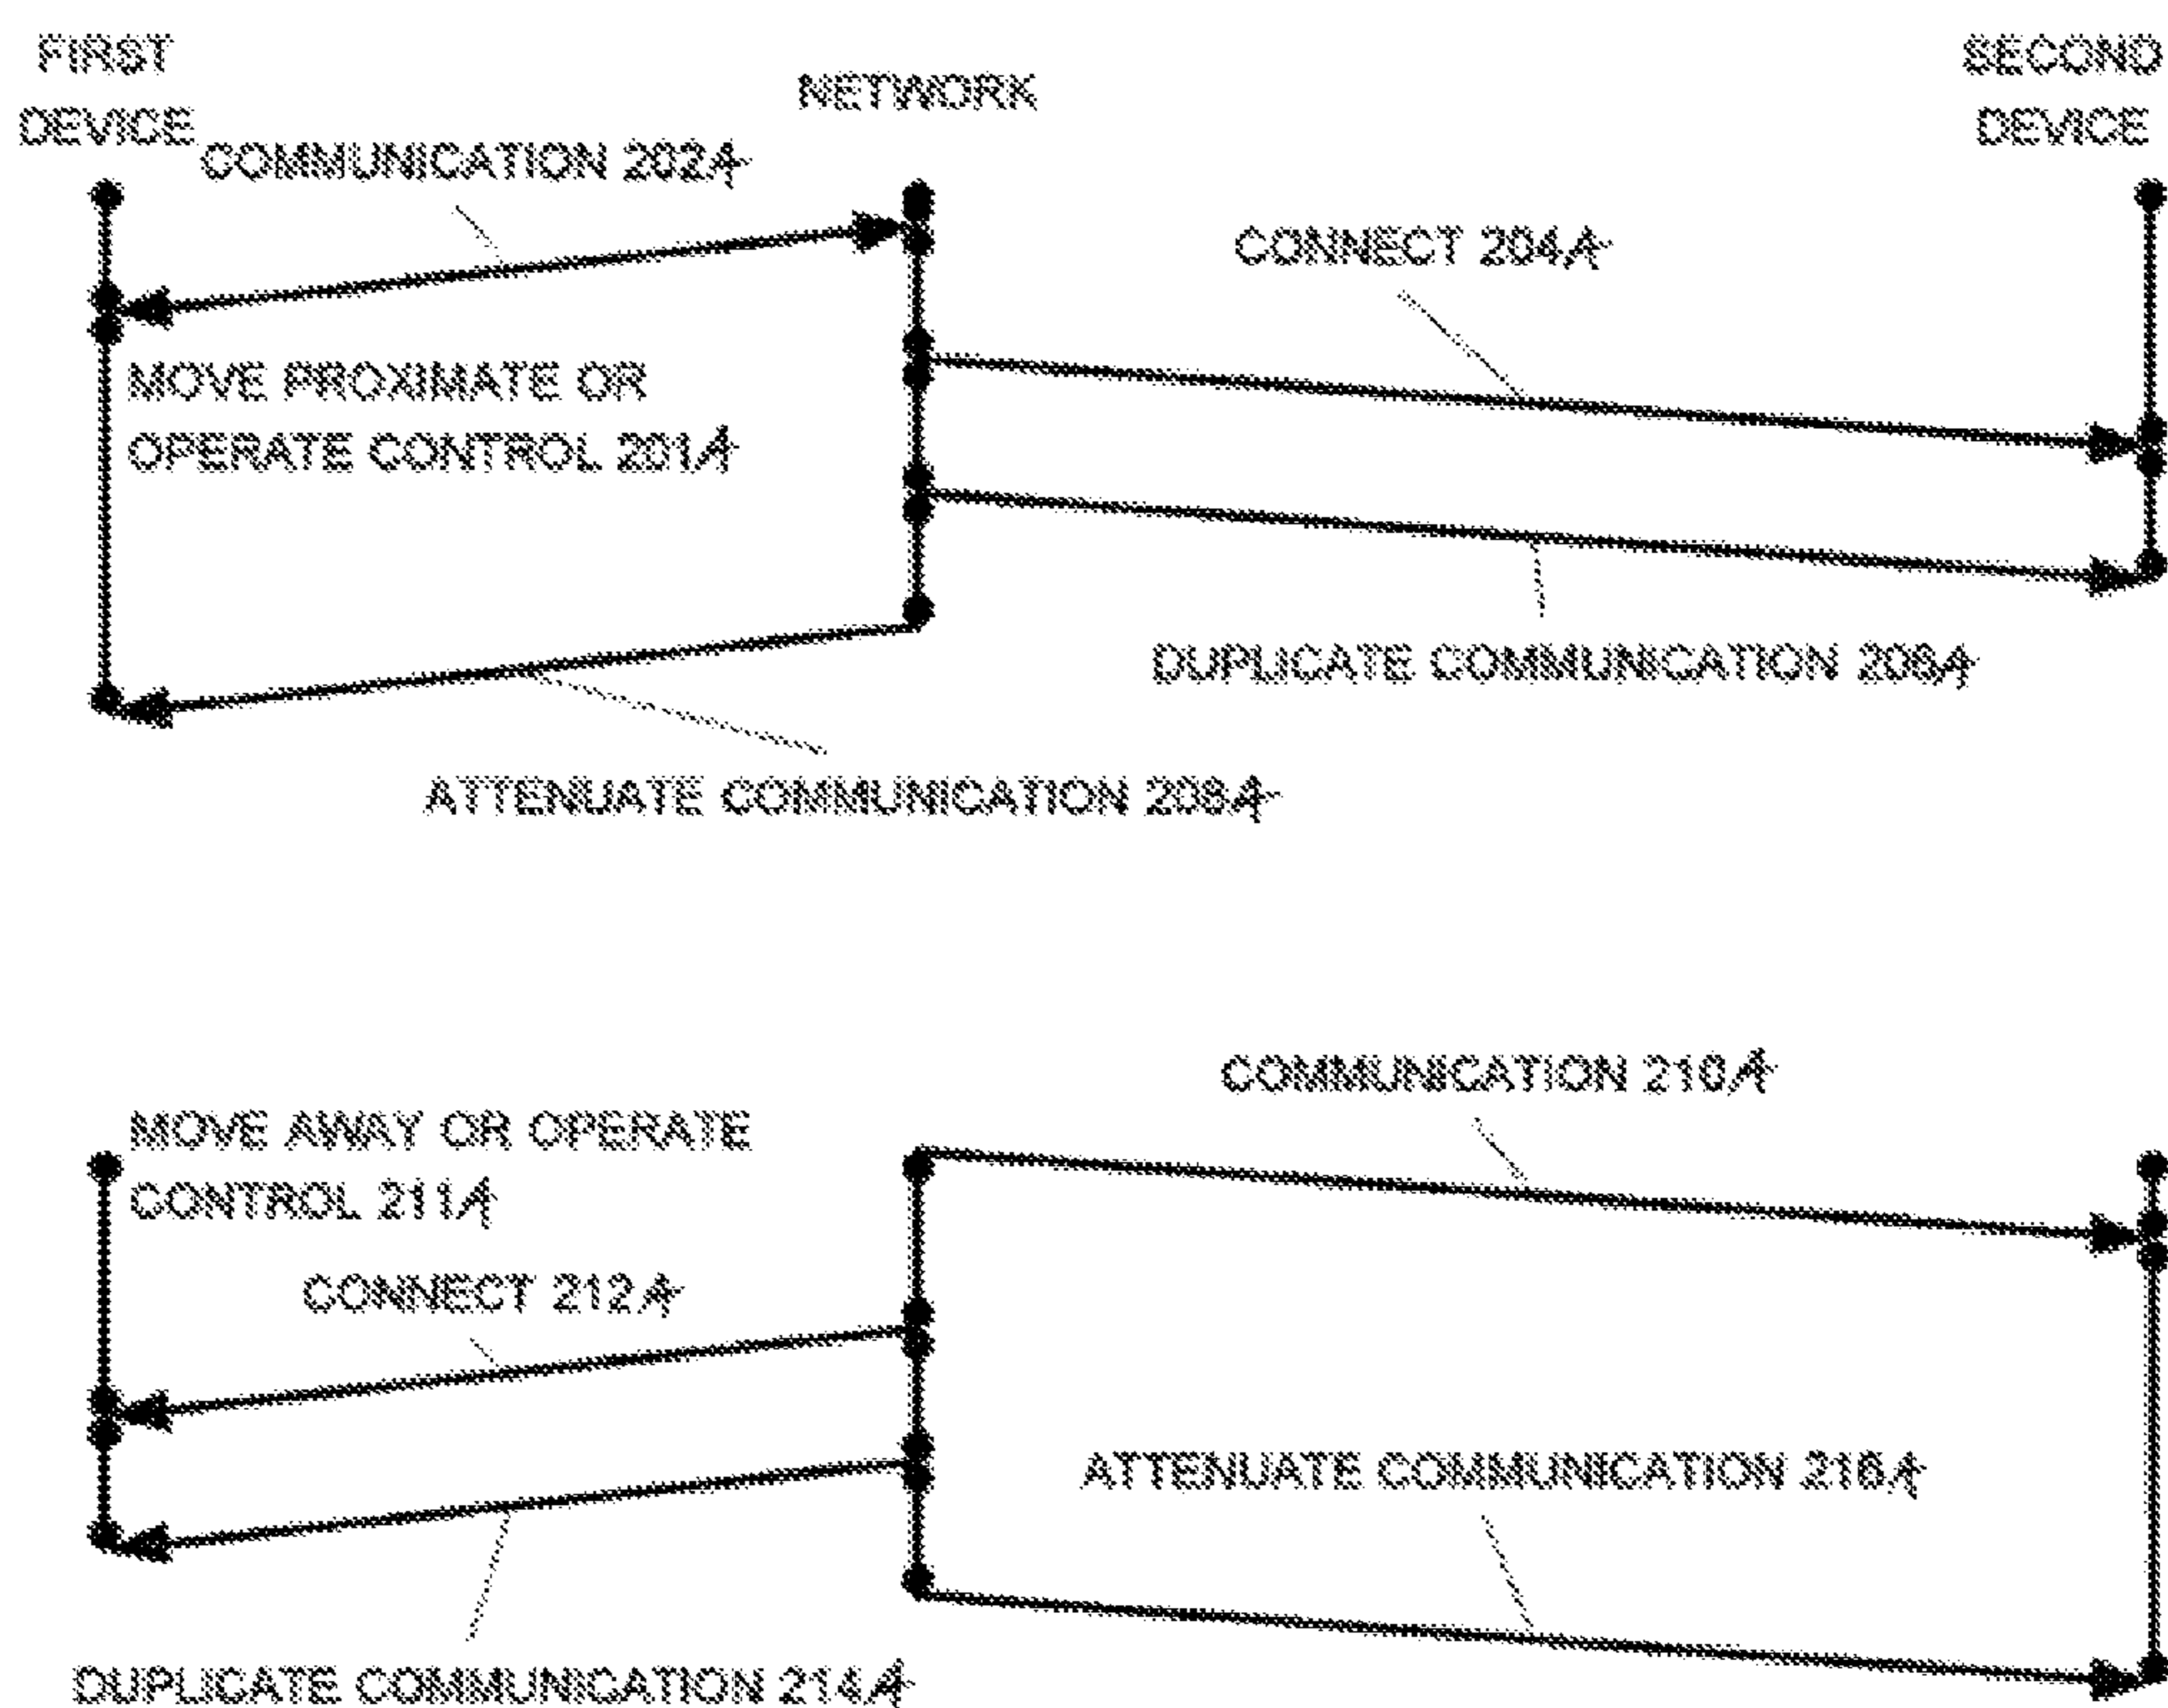 FIRST
DEVICE
NETWORK
SECOND
DEVICE
COMMUNICATION 202A
CONNECT 204A
MOVE PROXIMATE OR
OPERATE CONTROL 201A
DUPLICATE COMMUNICATION 206A
ATTENUATE COMMUNICATION 208A
COMMUNICATION 210A
MOVE AWAY OR OPERATE
CONTROL 211A
CONNECT 212A
ATTENUATE COMMUNICATION 216A
DUPLICATE COMMUNICATION 214A